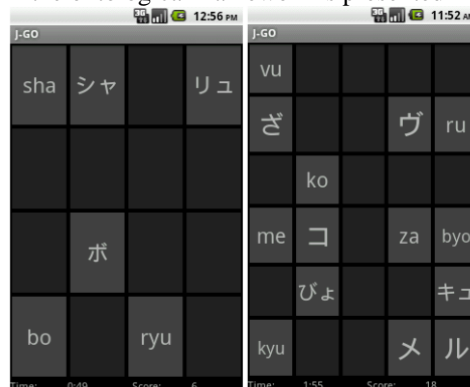 12:56 PM
J-GO
sha シャ リュ
ボ
bo ryu
Time: 0:49 Score: 6
11:52
J-GO
vu
ざ ヴ ru
ko
me コ za byo
びょ キュ
kyu メ ル
Time: 1:55 Score: 18